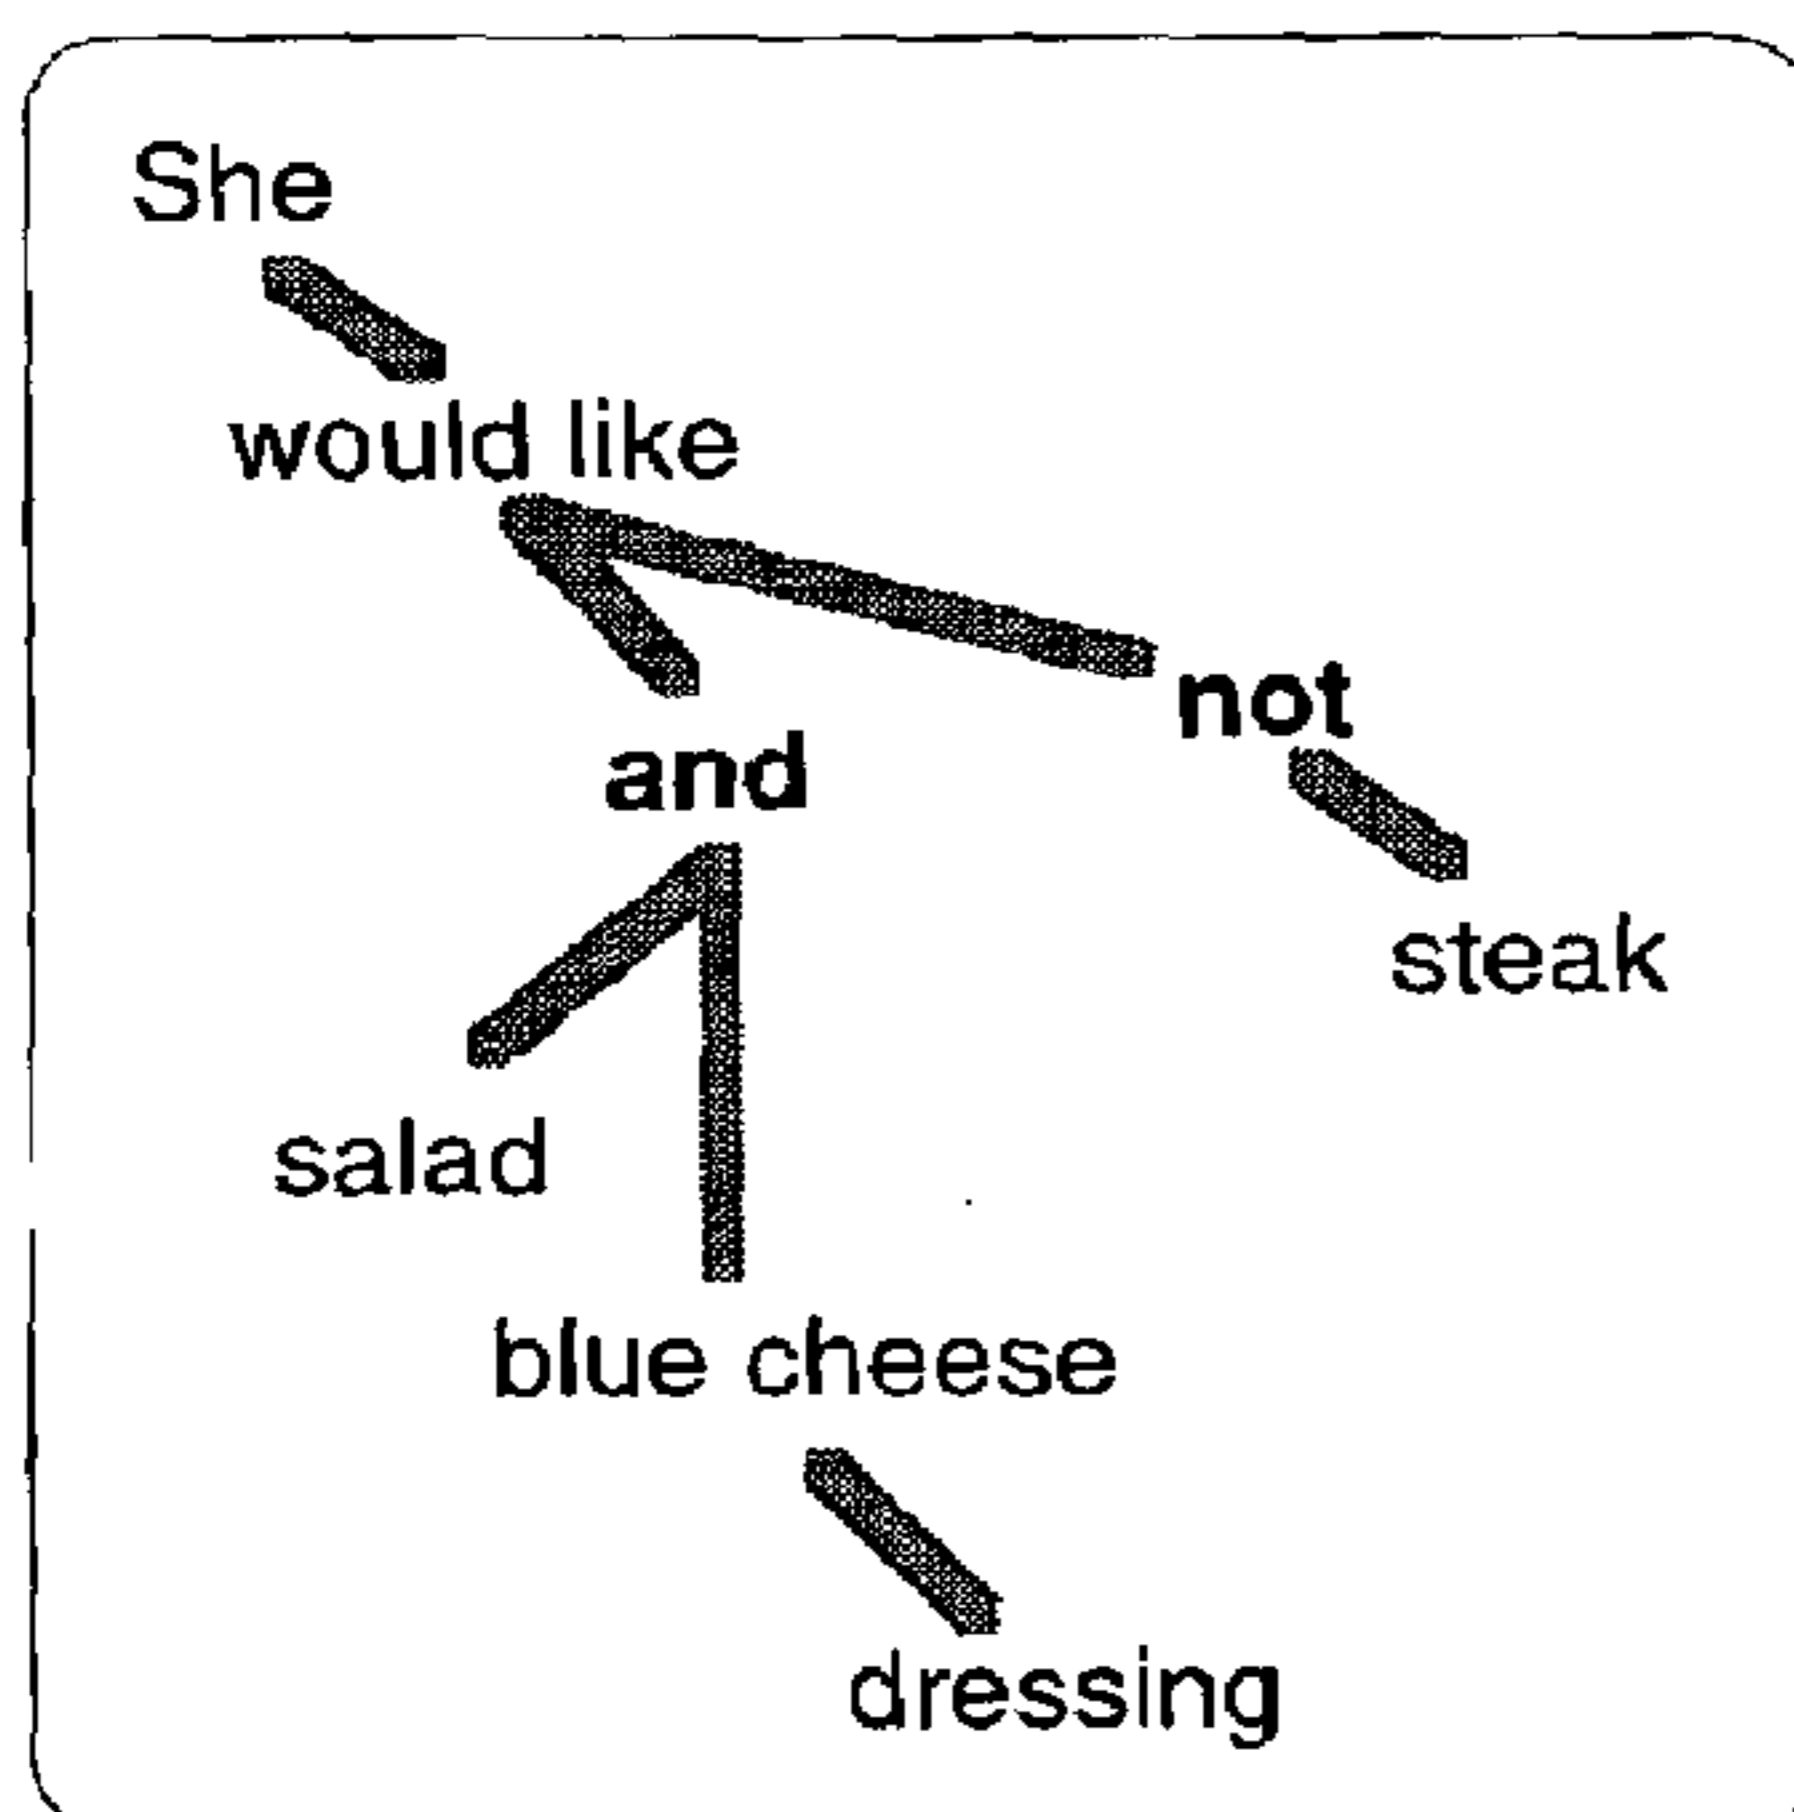 She
would like
not
and
steak
salad
blue cheese
dressing